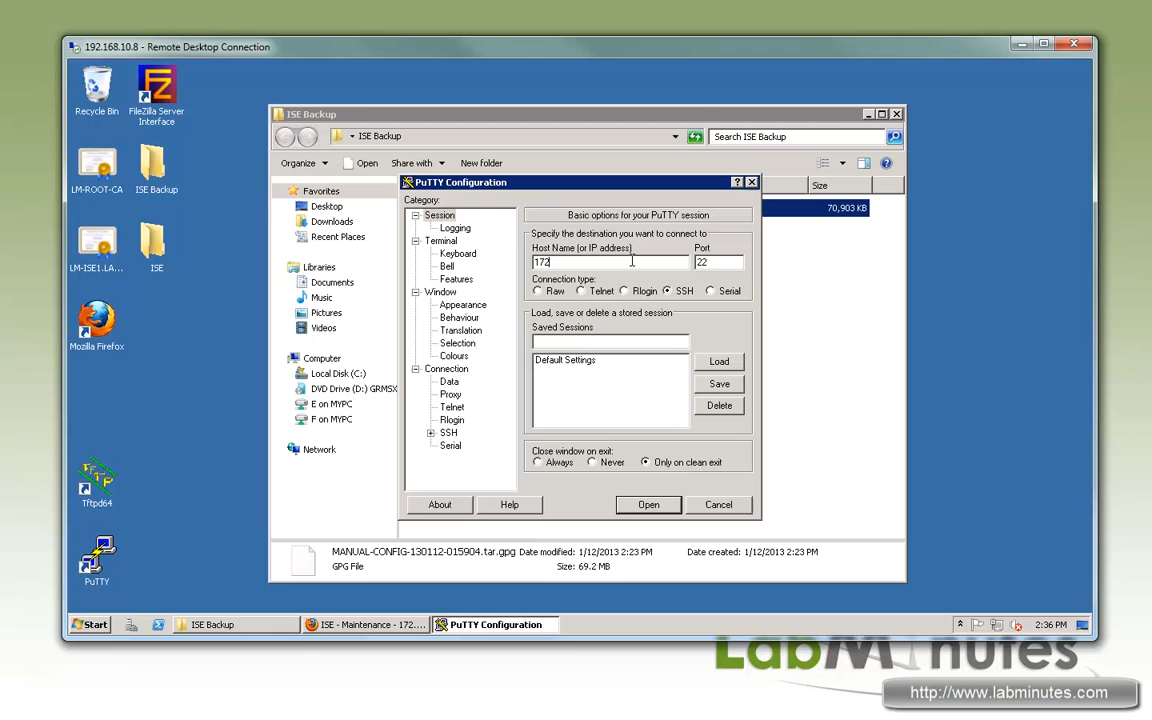 192.168.10.8 - Remote Desktop Connection
Recycle Bin
FileZilla Server
Interface
LM-ROOT-CA
ISE Backup
LM-ISE1.LA...
ISE
Mozilla Firefox
Tftpd64
PuTTY
ISE Backup
ISE Backup
Search ISE Backup
Organize
Open
Share with
New folder
Size
70,903 KB
Favorites
Desktop
Downloads
Recent Places
Libraries
Documents
Music
Pictures
Videos
Computer
Local Disk (C:)
DVD Drive (D:) GRMSX
E on MYPC
F on MYPC
Network
PuTTY Configuration
Category:
Session
Logging
Terminal
Keyboard
Bell
Features
Window
Appearance
Behaviour
Translation
Selection
Colours
Connection
Data
Proxy
Telnet
Rlogin
SSH
Serial
Basic options for your PuTTY session
Specify the destination you want to connect to
Host Name (or IP address) Port
172 22
Connection type:
Raw Telnet Rlogin SSH Serial
Load, save or delete a stored session
Saved Sessions
Default Settings
Load
Save
Delete
Close window on exit:
Always Never Only on clean exit
About Help Open Cancel
MANUAL-CONFIG-130112-015904.tar.gpg Date modified: 1/12/2013 2:23 PM Date created: 1/12/2013 2:23 PM
GPG File Size: 69.2 MB
Start ISE Backup ISE - Maintenance - 172.... PuTTY Configuration 2:36 PM
LabMinutes
http://www.labminutes.com